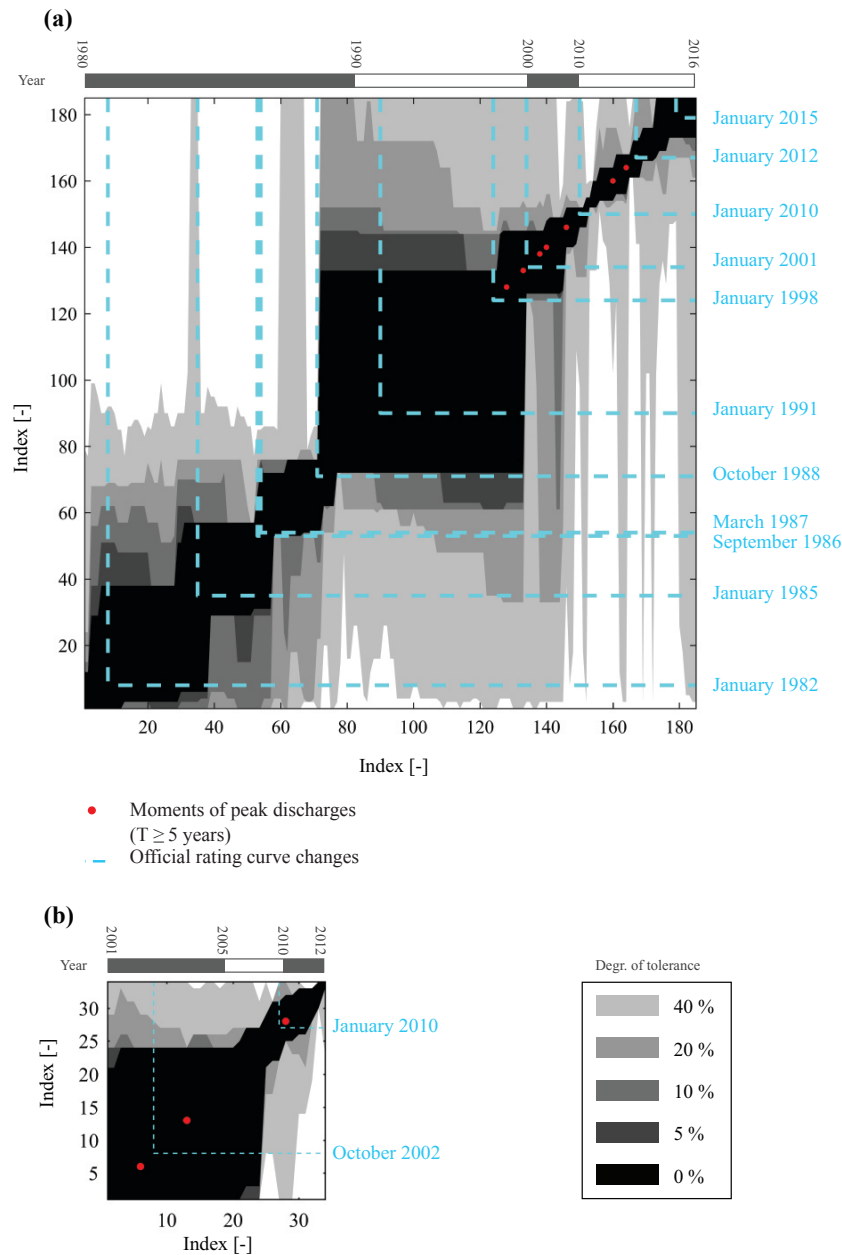 (a)
1980
1990
2000
2010
2016
Year
180
160
140
120
100
80
60
40
20
Index [-]
January 2015
January 2012
January 2010
January 2001
January 1998
January 1991
October 1988
March 1987
September 1986
January 1985
January 1982
20 40 60 80 100 120 140 160 180
Index [-]
Moments of peak discharges
(T ≥ 5 years)
Official rating curve changes
(b)
2001
2005
2010
2012
Year
30
25
20
15
10
5
Index [-]
January 2010
October 2002
10 20 30
Index [-]
Degr. of tolerance
40 %
20 %
10 %
5 %
0 %